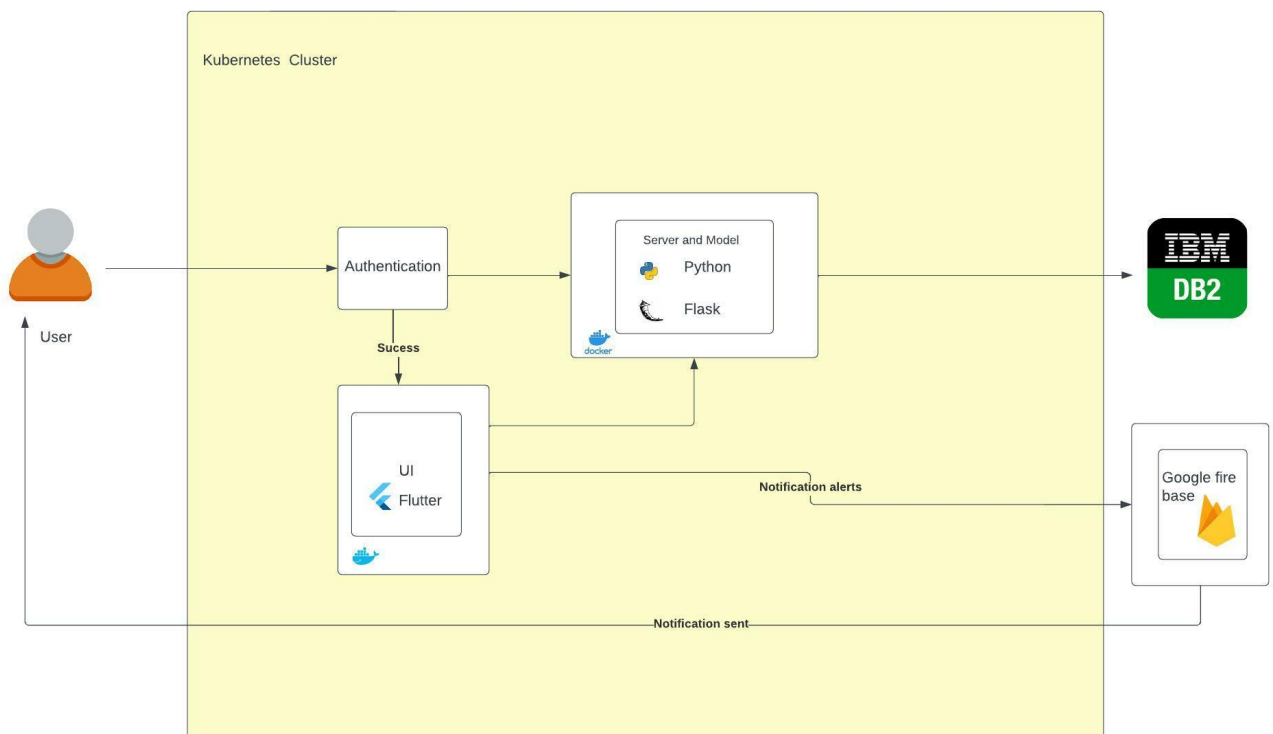 Kubernetes Cluster
User
Authentication
Sucess
Server and Model
Python
Flask
docker
UI
Flutter
IBM
DB2
Notification alerts
Google fire
base
Notification sent